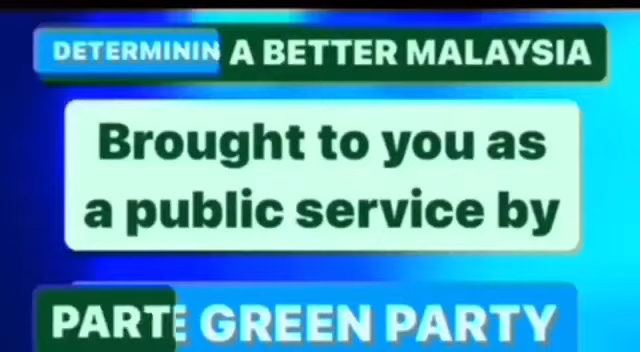 DETERMININ A BETTER MALAYSIA
Brought to you as
a public service by
PARTE GREEN PARTY